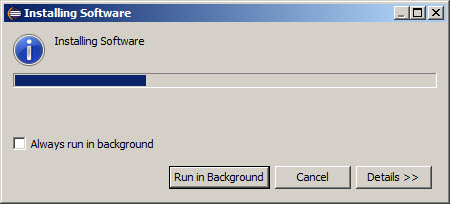 Installing Software
Installing Software
Always run in background
Run in Background
Cancel
Details >>